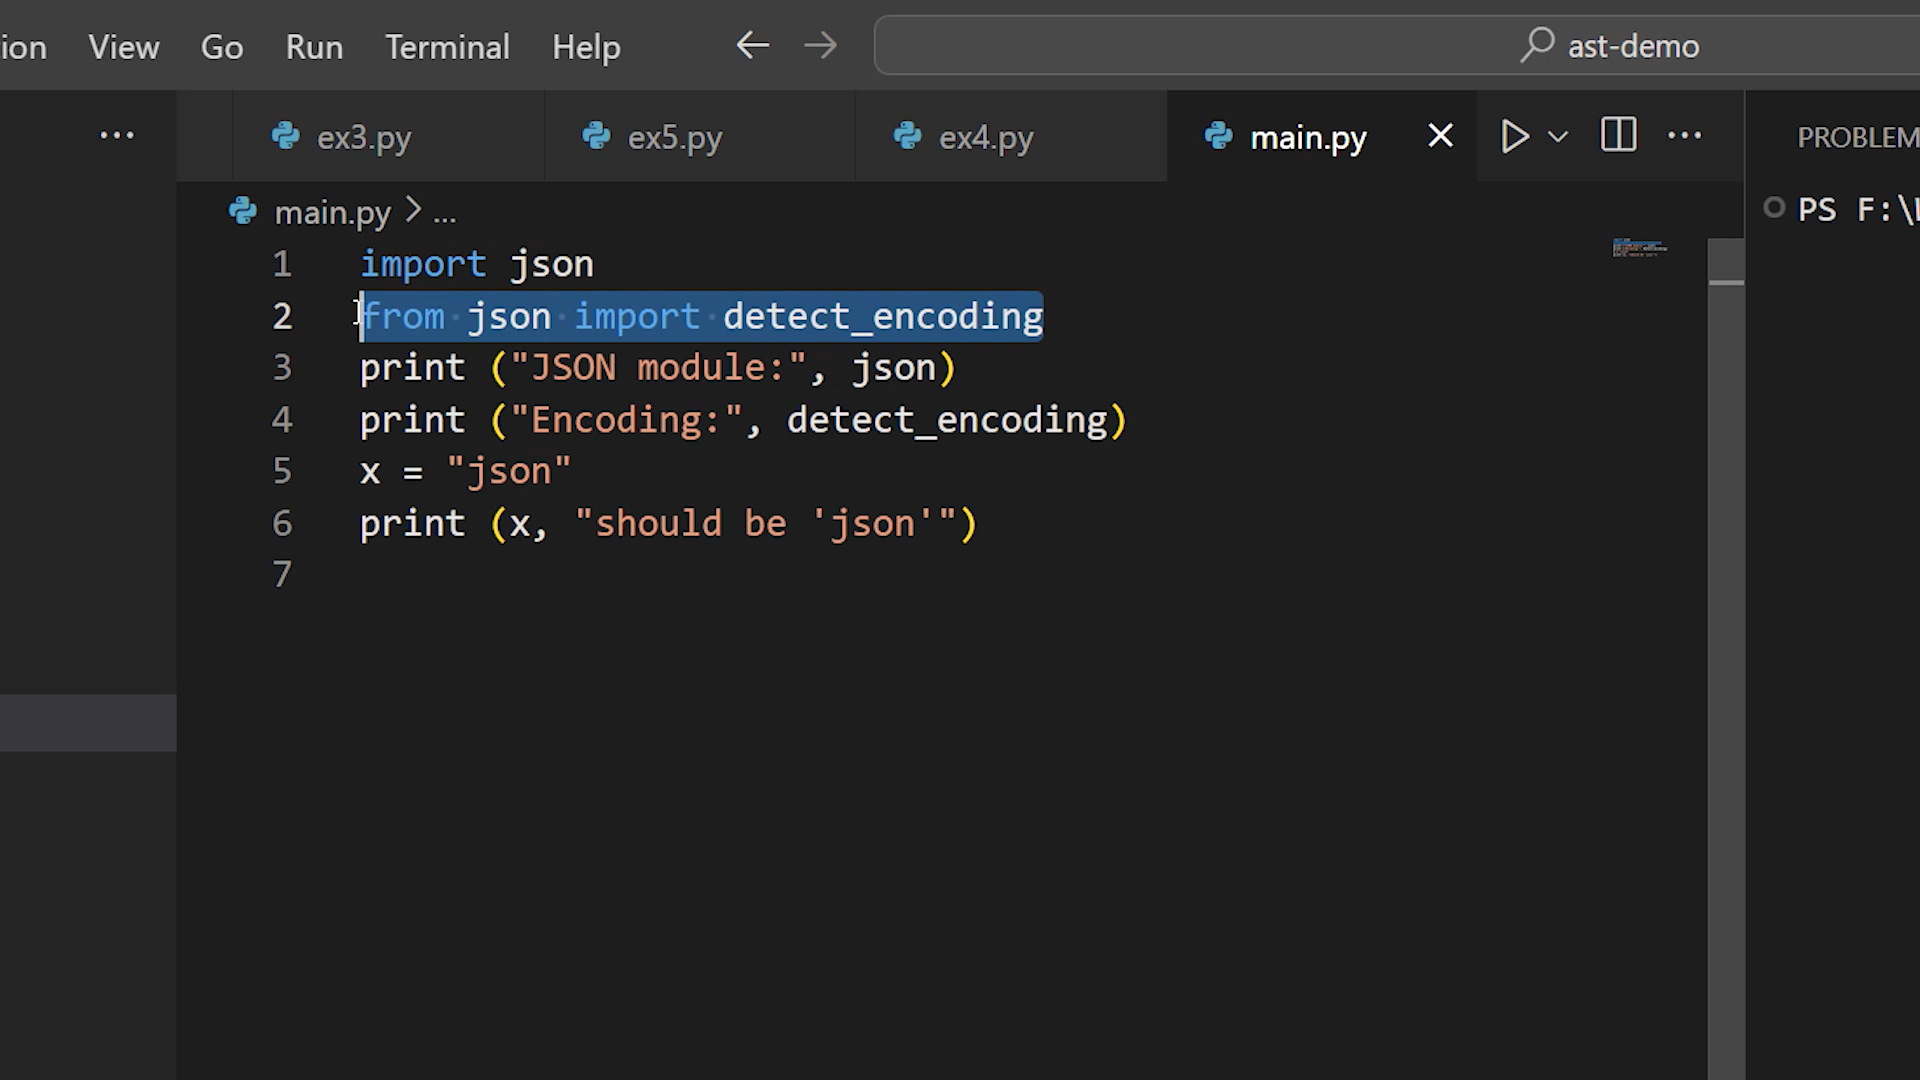 ion View Go Run Terminal Help ast-demo
ex3.py ex5.py ex4.py main.py PROBLEM
main.py > ...
PS F:\
1 import json
2 from json import detect_encoding
3 print ("JSON module:", json)
4 print ("Encoding:", detect_encoding)
5 x = "json"
6 print (x, "should be 'json'")
7